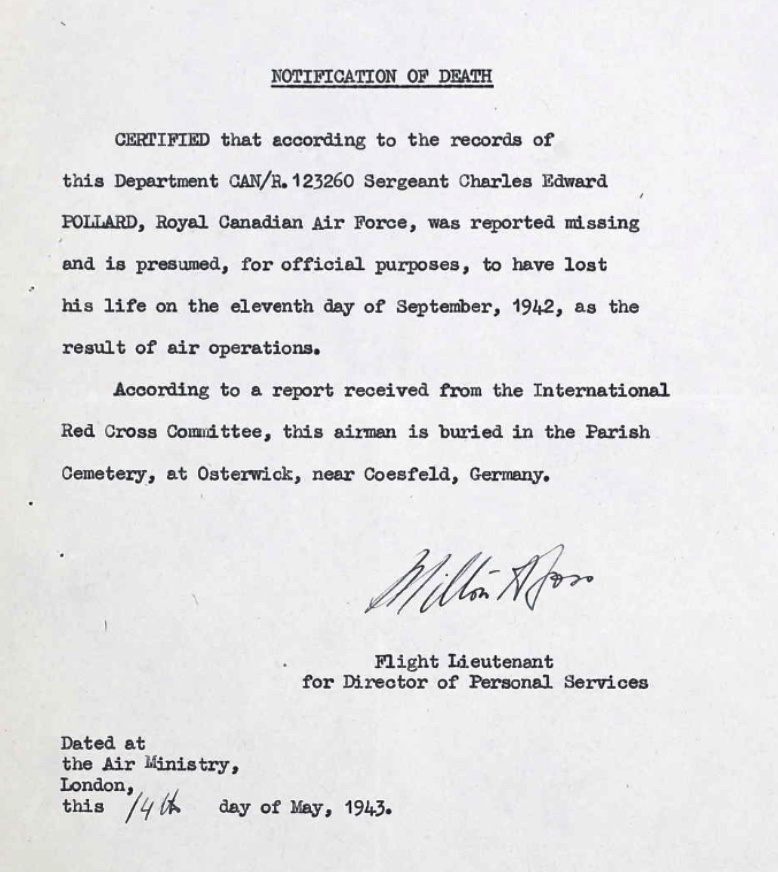 NOTIFICATION OF DEATH
CERTIFIED that according to the records of
this Department CAN/R.123260 Sergeant Charles Edward
POLLARD, Royal Canadian Air Force, was reported missing
and is presumed, for official purposes, to have lost
his life on the eleventh day of September, 1942, as the
result of air operations.
According to a report received from the International
Red Cross Committee, this airman is buried in the Parish
Cemetery, at Osterwick, near Coesfeld, Germany.
Milton
Flight Lieutenant
for Director of Personal Services
Dated at
the Air Ministry,
London,
this 14th day of May, 1943.